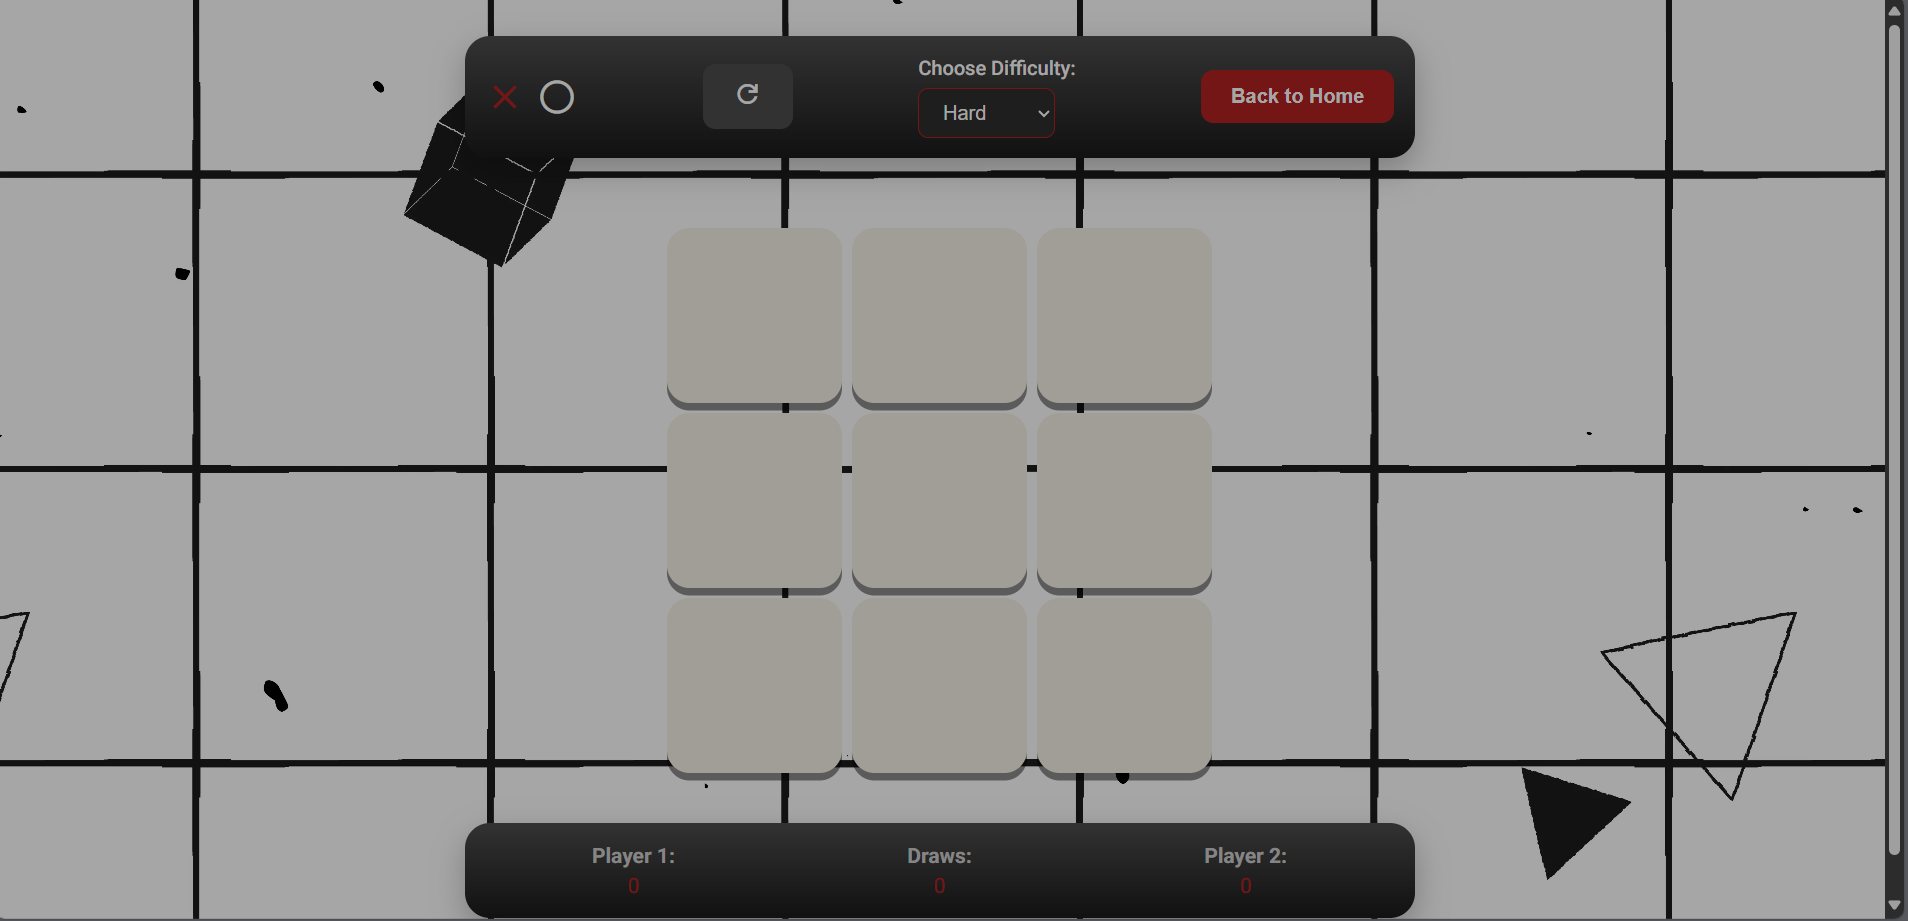 Choose Difficulty:
Hard
Back to Home
Player 1:
0
Draws:
0
Player 2:
0